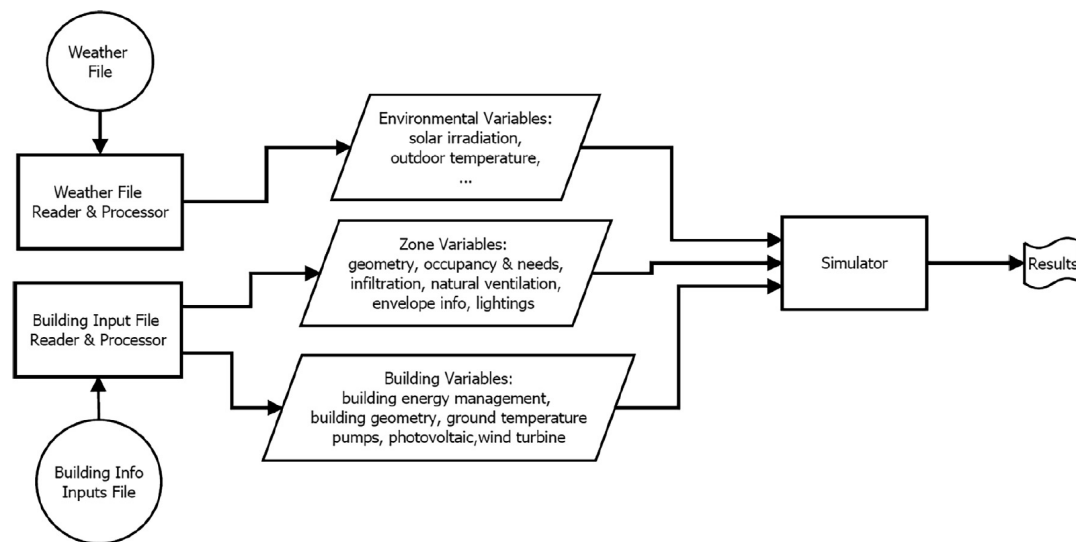 Weather
File
Weather File
Reader & Processor
Environmental Variables:
solar irradiation,
outdoor temperature,
...
Zone Variables:
geometry, occupancy & needs,
infiltration, natural ventilation,
envelope info, lightings
Building Input File
Reader & Processor
Building Variables:
building energy management,
building geometry, ground temperature
pumps, photovoltaic,wind turbine
Building Info
Inputs File
Simulator
Results